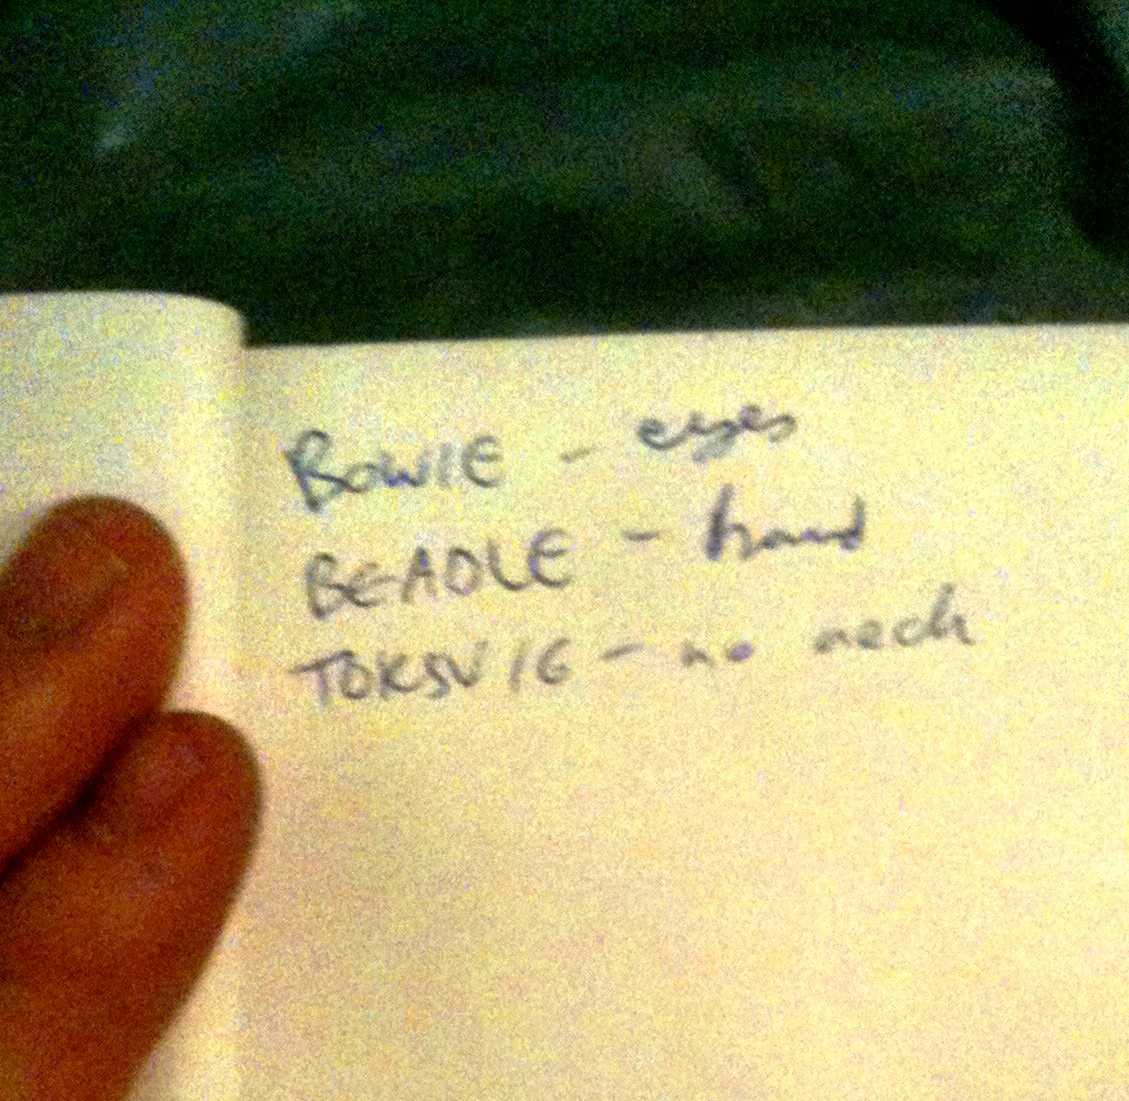 BOWIE - eyes
BEADLE - hand
TOKSVIG - no neck